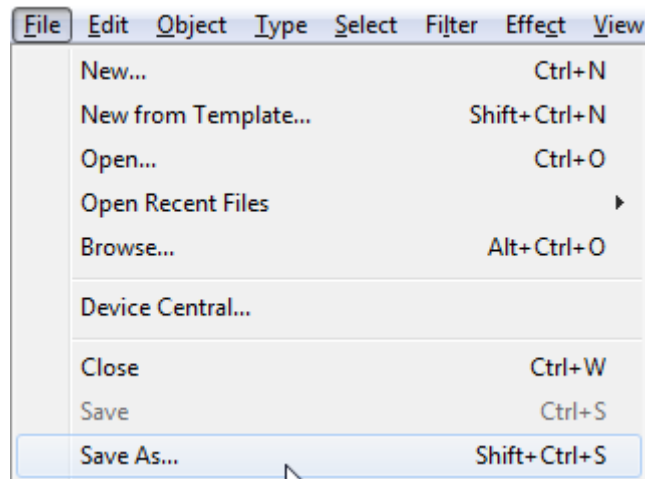 File Edit Object Type Select Filter Effect View
New... Ctrl+N
New from Template... Shift+Ctrl+N
Open... Ctrl+O
Open Recent Files
Browse... Alt+Ctrl+O
Device Central...
Close Ctrl+W
Save Ctrl+S
Save As... Shift+Ctrl+S